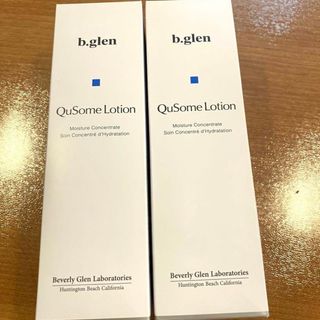 b.glen
QuSome Lotion
Moisture Concentrate
Soin Concentré d'Hydratation
Beverly Glen Laboratories
Huntington Beach California
b.glen
QuSome Lotion
Moisture Concentrate
Soin Concentré d'Hydratation
Beverly Glen Laboratories
Huntington Beach California